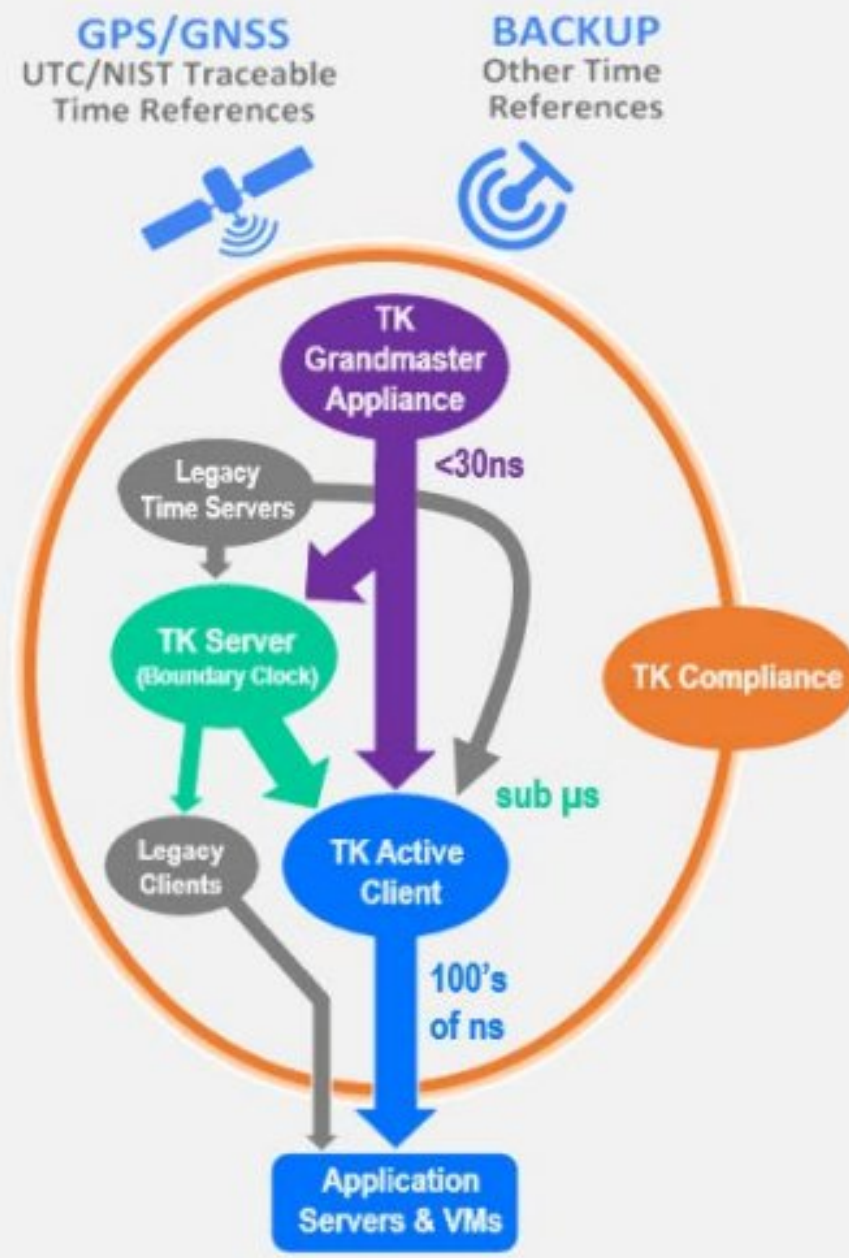 GPS/GNSS
UTC/NIST Traceable
Time References
BACKUP
Other Time
References
TK
Grandmaster
Appliance
<30ns
Legacy
Time Servers
TK Server
(Boundary Clock)
TK Compliance
sub µs
Legacy
Clients
TK Active
Client
100's
of ns
Application
Servers & VMs